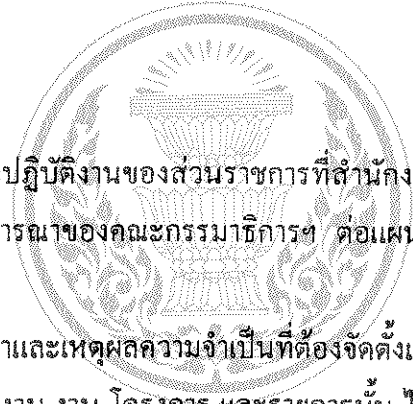 ปฏิบัติงานของส่วนราชการที่สำนักง
ารณาของคณะกรรมาธิการฯ ต่อแผน
าและเหตุผลความจำเป็นที่ต้องจัดตั้งเ
งาน งาน โครงการ และรายการนั้น ไ